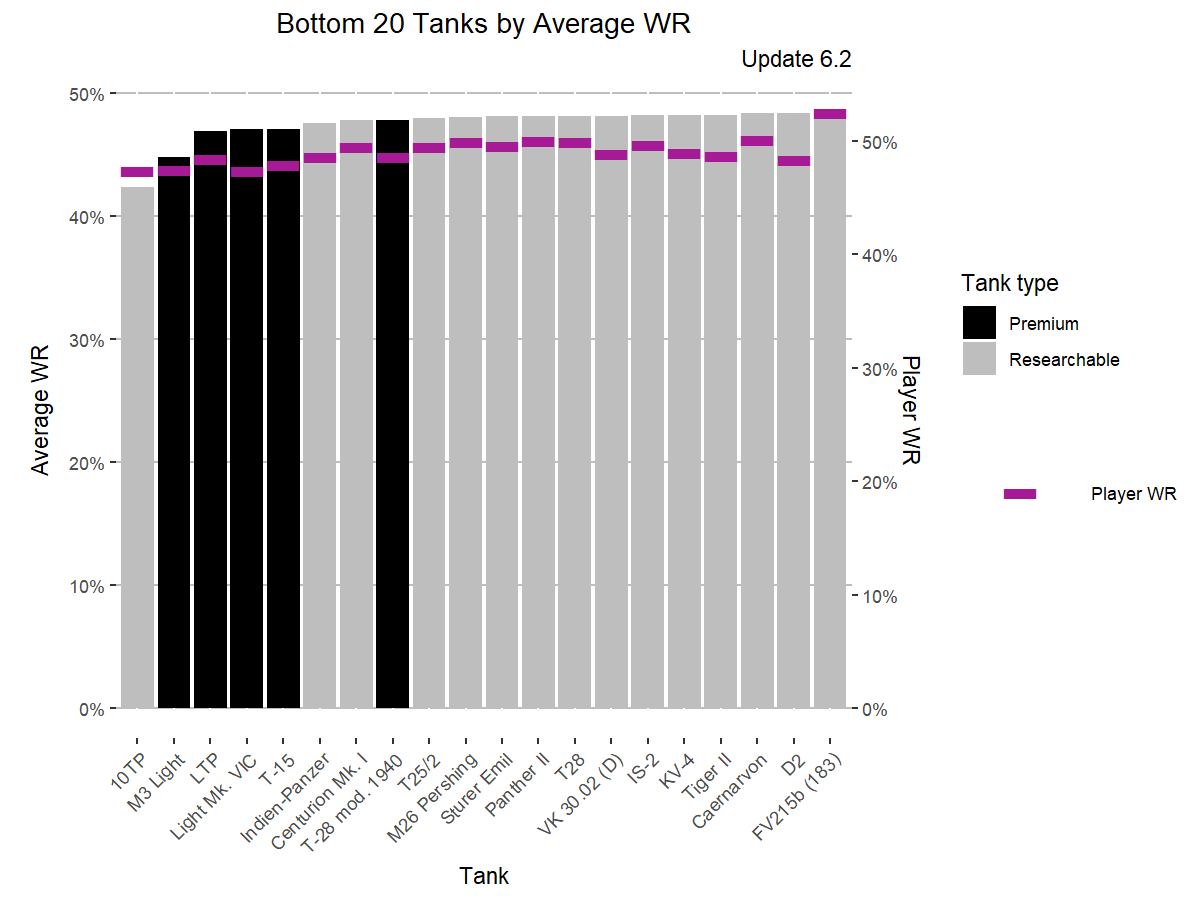 Bottom 20 Tanks by Average WR
Update 6.2
50%
40%
30%
20%
10%
0%
Average WR
50%
40%
30%
20%
10%
0%
Player WR
10TP
M3 Light
LTP
Light Mk. VIC
T-15
Indien-Panzer
Centurion Mk. I
T-28 mod. 1940
T25/2
M26 Pershing
Sturer Emil
Panther II
T28
VK 30.02 (D)
IS-2
KV-4
Tiger II
Caernarvon
D2
FV215b (183)
Tank
Tank type
Premium
Researchable
Player WR